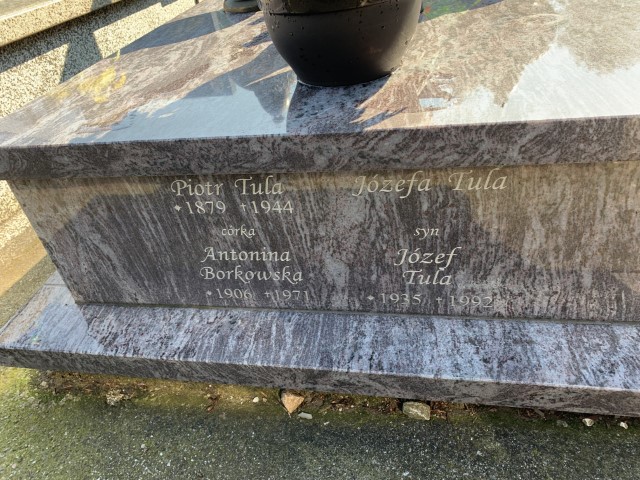 Piotr Tula
* 1879 † 1944
córka
Antonina
Borkowska
* 1906 † 1971
Józefa Tula
syn
Józef
Tula
* 1935 † 1992